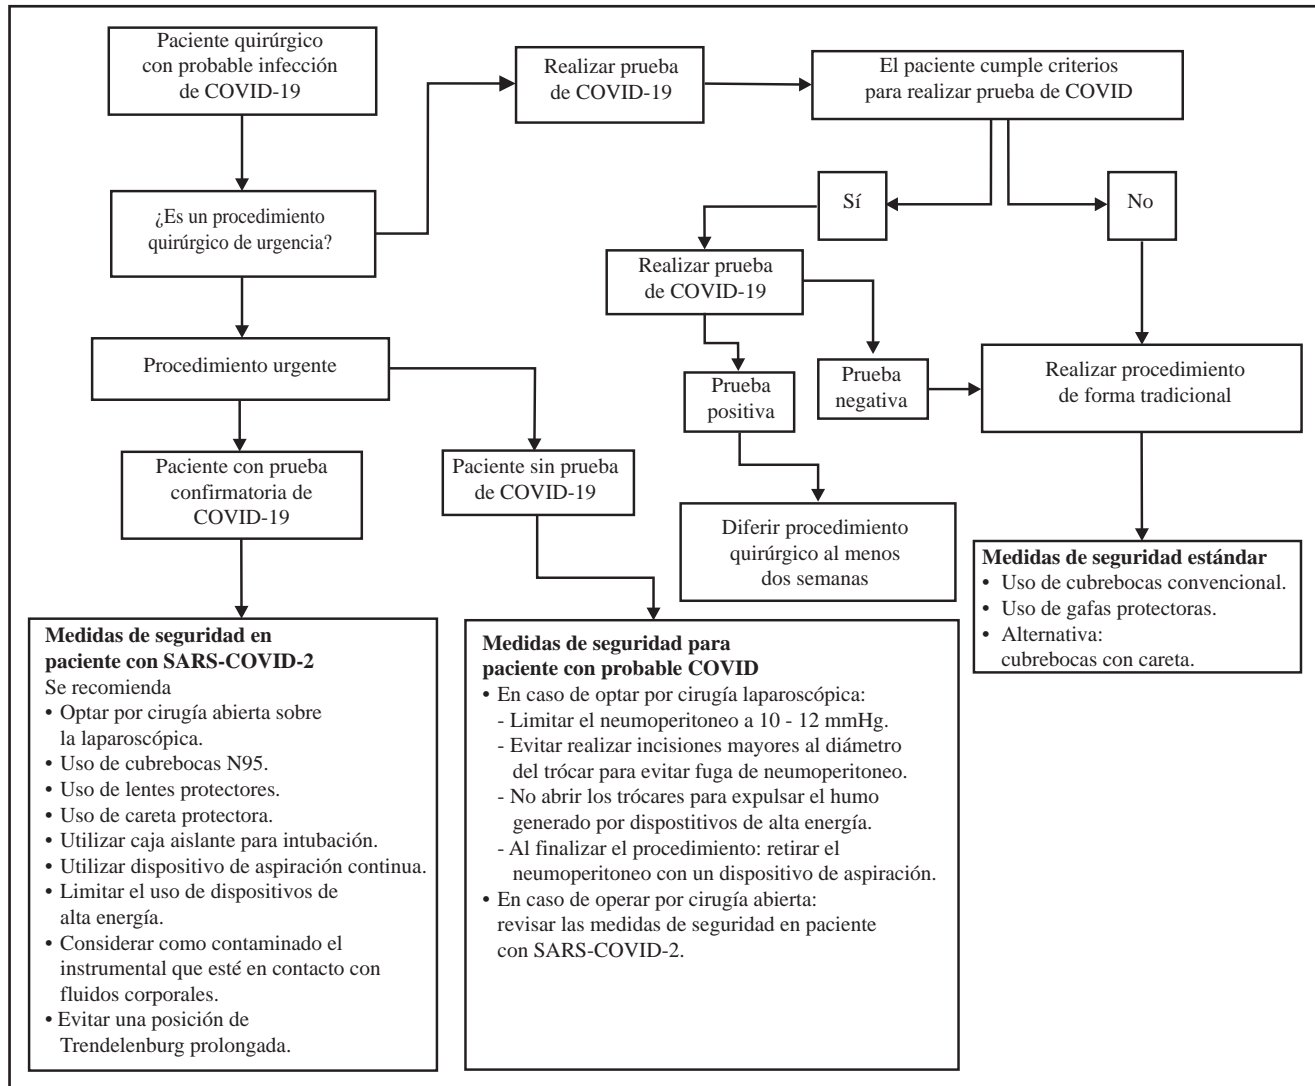 Paciente quirúrgico
con probable infección
de COVID-19
Realizar prueba
de COVID-19
El paciente cumple criterios
para realizar prueba de COVID
¿Es un procedimiento
quirúrgico de urgencia?
Sí
No
Realizar prueba
de COVID-19
Procedimiento urgente
Prueba
positiva
Prueba
negativa
Realizar procedimiento
de forma tradicional
Paciente con prueba
confirmatoria de
COVID-19
Paciente sin prueba
de COVID-19
Diferir procedimiento
quirúrgico al menos
dos semanas
Medidas de seguridad estándar
• Uso de cubrebocas convencional.
• Uso de gafas protectoras.
• Alternativa:
cubrebocas con careta.
Medidas de seguridad en
paciente con SARS-COVID-2
Se recomienda
• Optar por cirugía abierta sobre
la laparoscópica.
• Uso de cubrebocas N95.
• Uso de lentes protectores.
• Uso de careta protectora.
• Utilizar caja aislante para intubación.
• Utilizar dispositivo de aspiración continua.
• Limitar el uso de dispositivos de
alta energía.
• Considerar como contaminado el
instrumental que esté en contacto con
fluidos corporales.
• Evitar una posición de
Trendelenburg prolongada.
Medidas de seguridad para
paciente con probable COVID
• En caso de optar por cirugía laparoscópica:
- Limitar el neumoperitoneo a 10 - 12 mmHg.
- Evitar realizar incisiones mayores al diámetro
del trócar para evitar fuga de neumoperitoneo.
- No abrir los trócares para expulsar el humo
generado por dispostitivos de alta energía.
- Al finalizar el procedimiento: retirar el
neumoperitoneo con un dispositivo de aspiración.
• En caso de operar por cirugía abierta:
revisar las medidas de seguridad en paciente
con SARS-COVID-2.